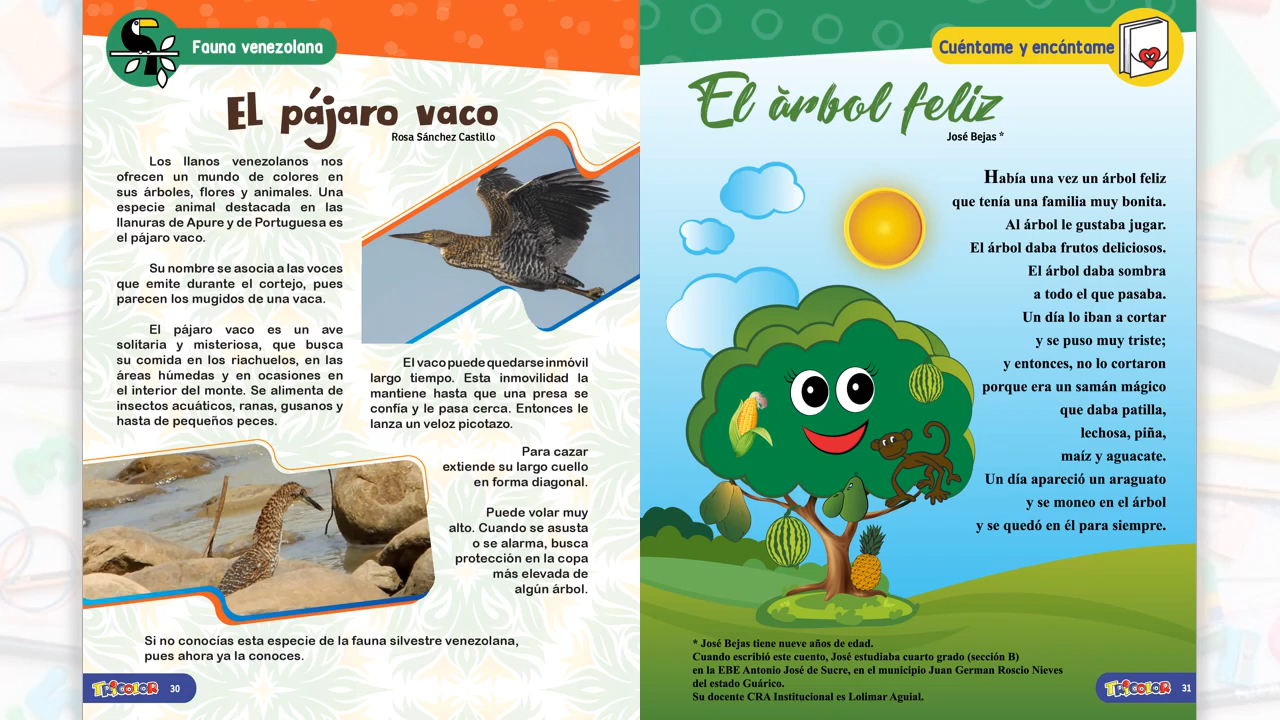 Fauna venezolana
El pájaro vaco
Rosa Sánchez Castillo
Los llanos venezolanos nos
ofrecen un mundo de colores en
sus árboles, flores y animales. Una
especie animal destacada en las
llanuras de Apure y de Portuguesa es
el pájaro vaco.
Su nombre se asocia a las voces
que emite durante el cortejo, pues
parecen los mugidos de una vaca.
El pájaro vaco es un ave
solitaria y misteriosa, que busca
su comida en los riachuelos, en las
áreas húmedas y en ocasiones en
el interior del monte. Se alimenta de
insectos acuáticos, ranas, gusanos y
hasta de pequeños peces.
El vaco puede quedarse inmóvil
largo tiempo. Esta inmovilidad la
mantiene hasta que una presa se
confía y le pasa cerca. Entonces le
lanza un veloz picotazo.
Para cazar
extiende su largo cuello
en forma diagonal.
Puede volar muy
alto. Cuando se asusta
o se alarma, busca
protección en la copa
más elevada de
algún árbol.
Si no conocías esta especie de la fauna silvestre venezolana,
pues ahora ya la conoces.
TRICOLOR 30
Cuéntame y encántame
El àrbol feliz
José Bejas *
Había una vez un árbol feliz
que tenía una familia muy bonita.
Al árbol le gustaba jugar.
El árbol daba frutos deliciosos.
El árbol daba sombra
a todo el que pasaba.
Un día lo iban a cortar
y se puso muy triste;
y entonces, no lo cortaron
porque era un samán mágico
que daba patilla,
lechosa, piña,
maíz y aguacate.
Un día apareció un araguato
y se moneo en el árbol
y se quedó en él para siempre.
* José Bejas tiene nueve años de edad.
Cuando escribió este cuento, José estudiaba cuarto grado (sección B)
en la EBE Antonio José de Sucre, en el municipio Juan German Roscio Nieves
del estado Guárico.
Su docente CRA Institucional es Lolimar Aguial.
TRICOLOR 31